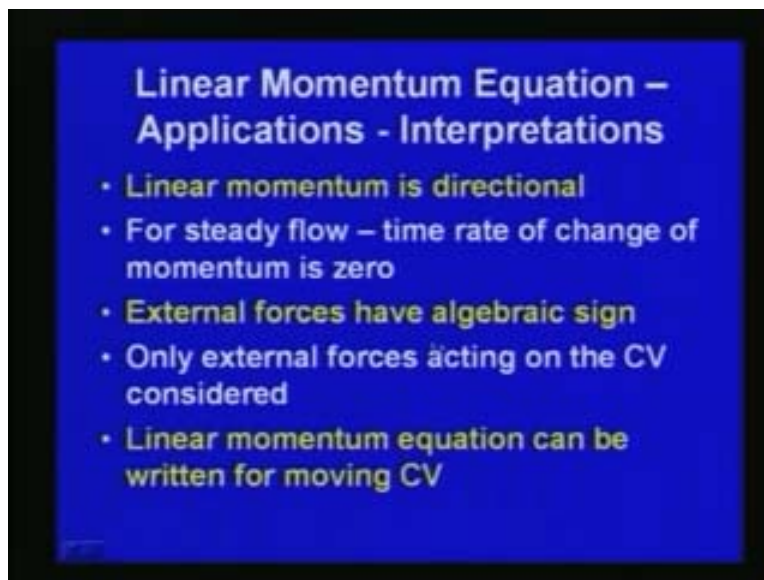 Linear Momentum Equation –
Applications - Interpretations
• Linear momentum is directional
• For steady flow – time rate of change of
momentum is zero
• External forces have algebraic sign
• Only external forces acting on the CV
considered
• Linear momentum equation can be
written for moving CV